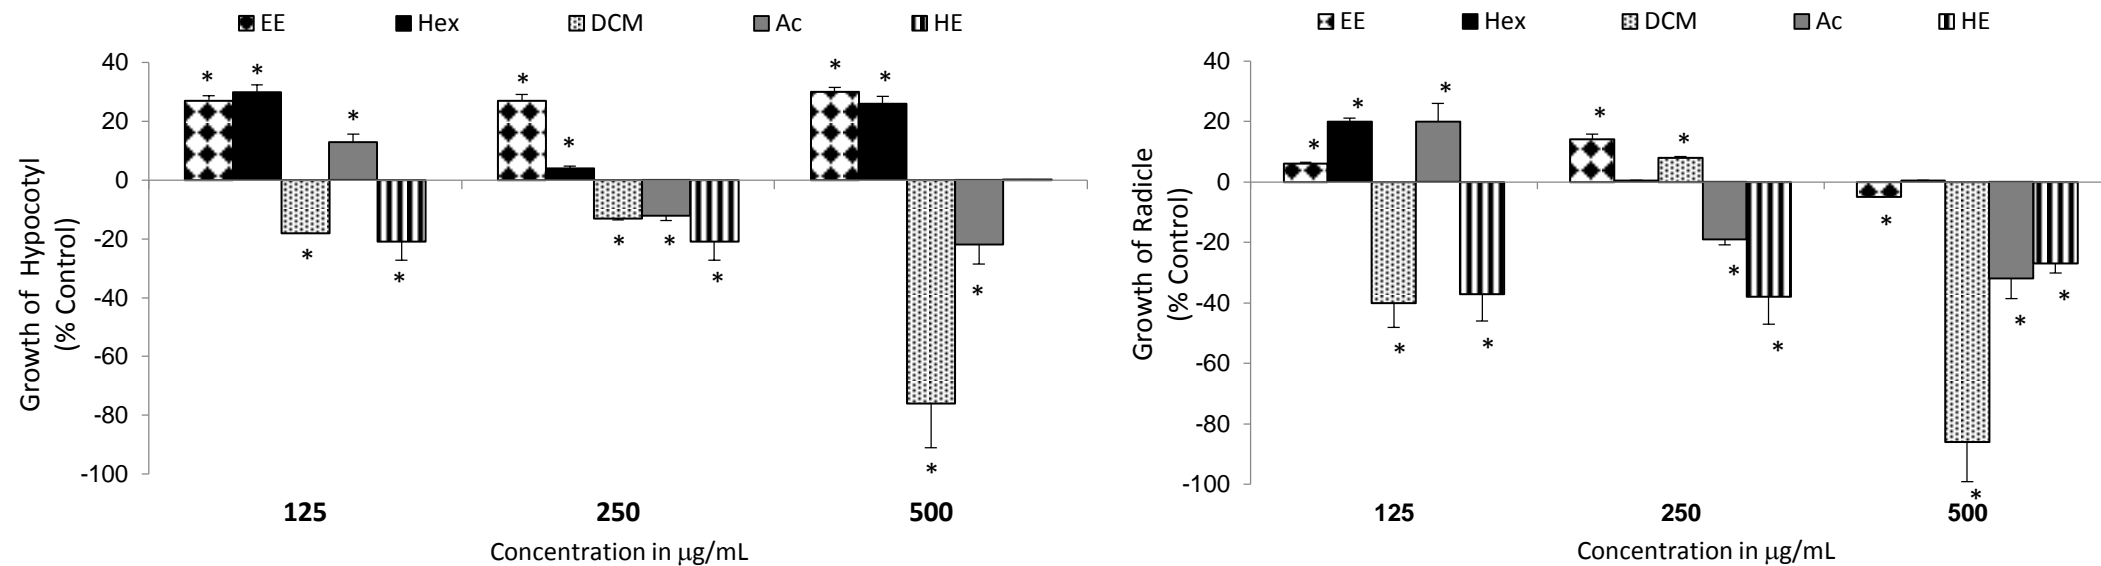 EE Hex DCM Ac HE
40
20
0
-20
-40
-60
-80
-100
Growth of Hypocotyl
(% Control)
* * * *
* *
* *
* * *
* *
*
*
125 250 500
Concentration in µg/mL
EE Hex DCM Ac HE
40
20
0
-20
-40
-60
-80
-100
Growth of Radicle
(% Control)
* * *
* *
* *
* *
* *
*
* *
*
125 250 500
Concentration in µg/mL